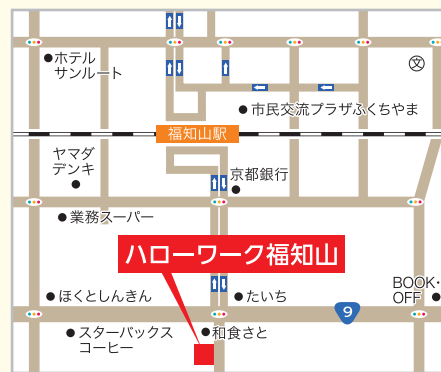 ホテル
サンルート
文
市民交流プラザふくちやま
福知山駅
ヤマダ
デンキ
京都銀行
業務スーパー
ハローワーク福知山
BOOK・
OFF
ほくとしんきん
たいち
9
スターバックス
コーヒー
和食さと